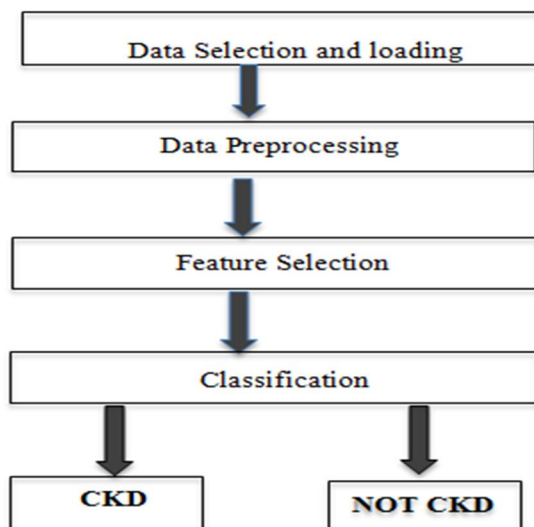 Data Selection and loading
Data Preprocessing
Feature Selection
Classification
CKD
NOT CKD